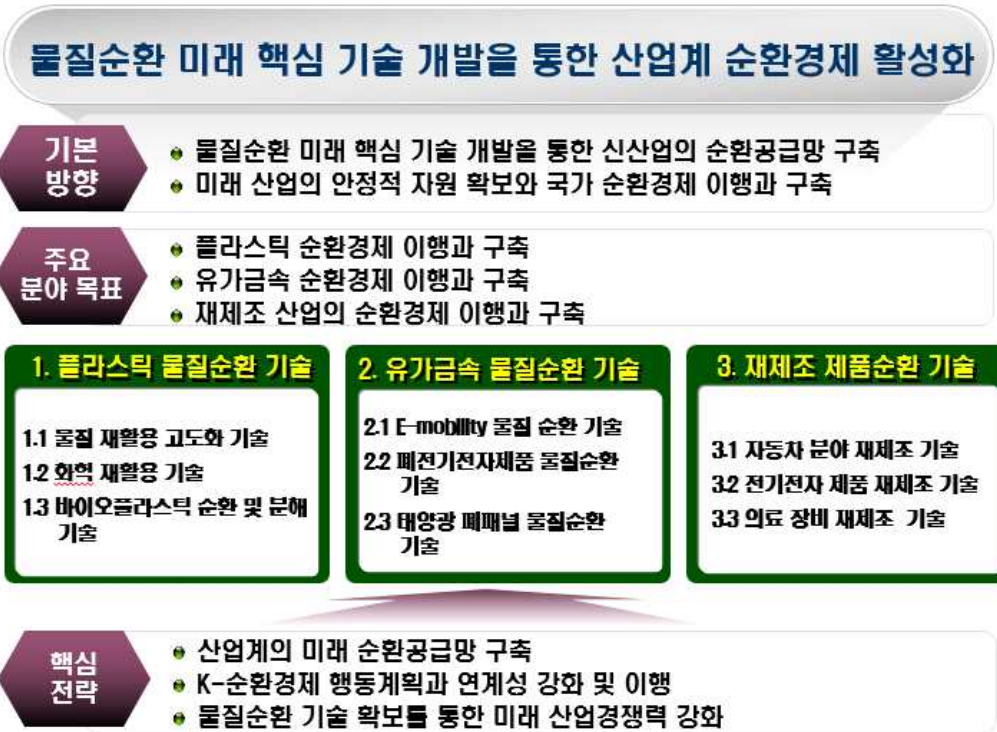 물질순환 미래 핵심 기술 개발을 통한 산업계 순환경제 활성화
기본
방향
물질순환 미래 핵심 기술 개발을 통한 신산업의 순환공급망 구축
미래 산업의 안정적 자원 확보와 국가 순환경제 이행과 구축
주요
분야 목표
플라스틱 순환경제 이행과 구축
유가금속 순환경제 이행과 구축
재제조 산업의 순환경제 이행과 구축
1. 플라스틱 물질순환 기술
1.1 물질 재활용 고도화 기술
1.2 화헉 재활용 기술
1.3 바이오플라스틱 순환 및 분해
기술
2. 유가금속 물질순환 기술
2.1 E-mobility 물질 순환 기술
2.2 폐전기전자제품 물질순환
기술
2.3 태양광 폐패널 물질순환
기술
3. 재제조 제품순환 기술
3.1 자동차 분야 재제조 기술
3.2 전기전자 제품 재제조 기술
3.3 의료 장비 재제조 기술
핵심
전략
산업계의 미래 순환공급망 구축
K-순환경제 행동계획과 연계성 강화 및 이행
물질순환 기술 확보를 통한 미래 산업경쟁력 강화